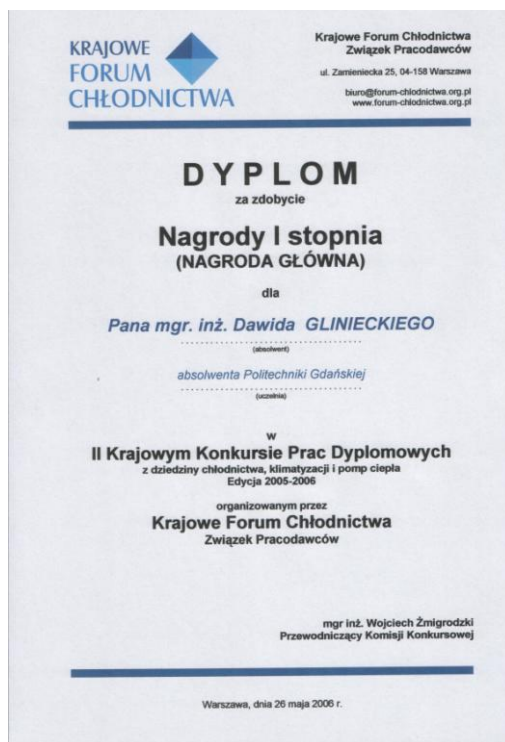 KRAJOWE
FORUM
CHŁODNICTWA
Krajowe Forum Chłodnictwa
Związek Pracodawców
ul. Zamieniecka 25, 04-158 Warszawa
biuro@forum-chlodnictwa.org.pl
www.forum-chlodnictwa.org.pl
DYPLOM
za zdobycie
Nagrody I stopnia
(NAGRODA GŁÓWNA)
dla
Pana mgr. inż. Dawida GLINIECKIEGO
(absolwent)
absolwenta Politechniki Gdańskiej
(uczelnia)
w
II Krajowym Konkursie Prac Dyplomowych
z dziedziny chłodnictwa, klimatyzacji i pomp ciepła
Edycja 2005-2006
organizowanym przez
Krajowe Forum Chłodnictwa
Związek Pracodawców
mgr inż. Wojciech Żmigrodzki
Przewodniczący Komisji Konkursowej
Warszawa, dnia 26 maja 2006 r.